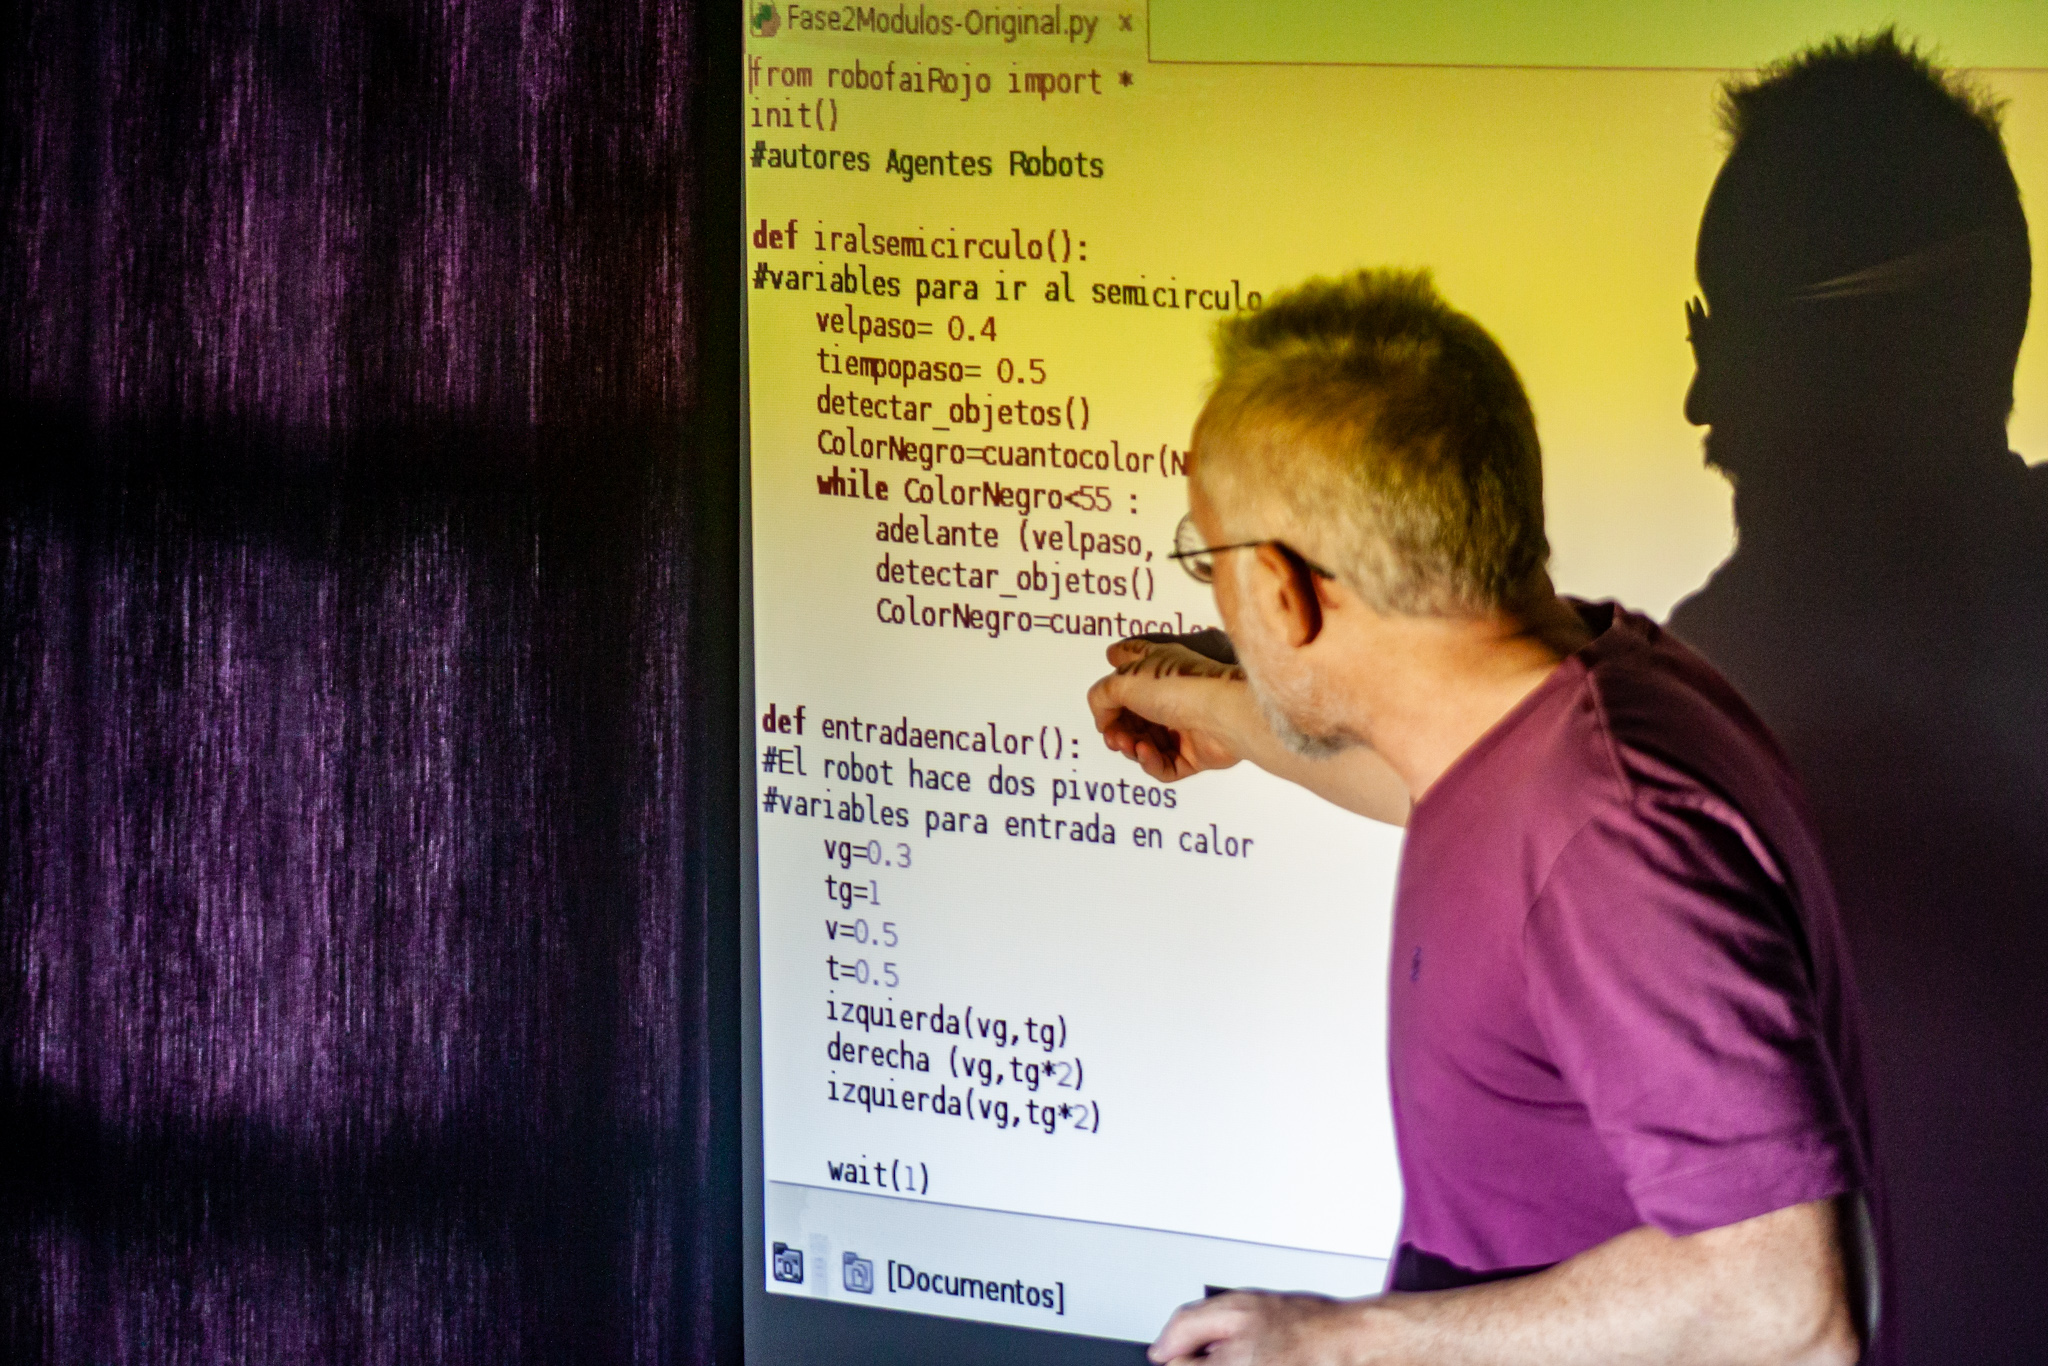 Fase2Modulos-Original.py ×
from robofaiRojo import *
init()
#autores Agentes Robots
def iralsemicirculo():
#variables para ir al semicirculo
velpaso= 0.4
tiempopaso= 0.5
detectar_objetos()
ColorNegro=cuantocolor(N
while ColorNegro<55 :
adelante (velpaso,
detectar_objetos()
ColorNegro=cuantocolor
def entradaencalor():
#El robot hace dos pivoteos
#variables para entrada en calor
vg=0.3
tg=1
v=0.5
t=0.5
izquierda(vg,tg)
derecha (vg,tg*2)
izquierda(vg,tg*2)
wait(1)
[Documentos]